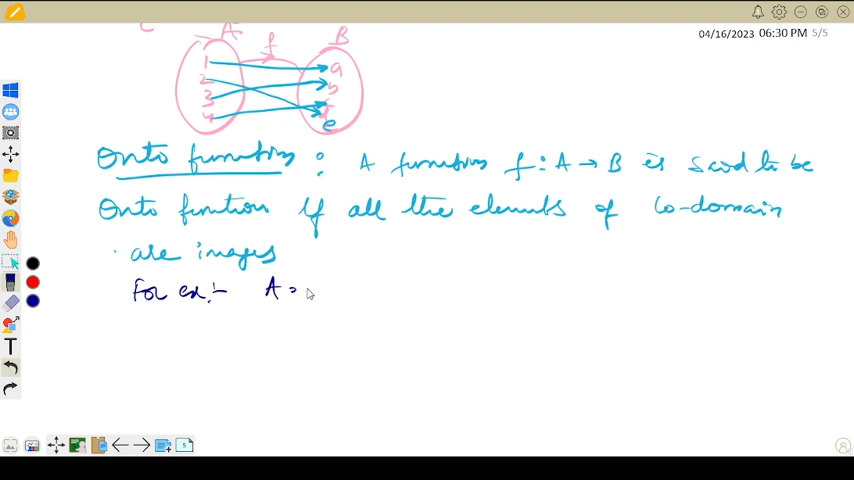 04/16/2023 06:30 PM 5/5
A f B
1 a
2 b
3
4 e
Onto function : A function f : A → B is said to be
Onto function If all the elements of Co-domain
are images
For ex :- A =
T
5